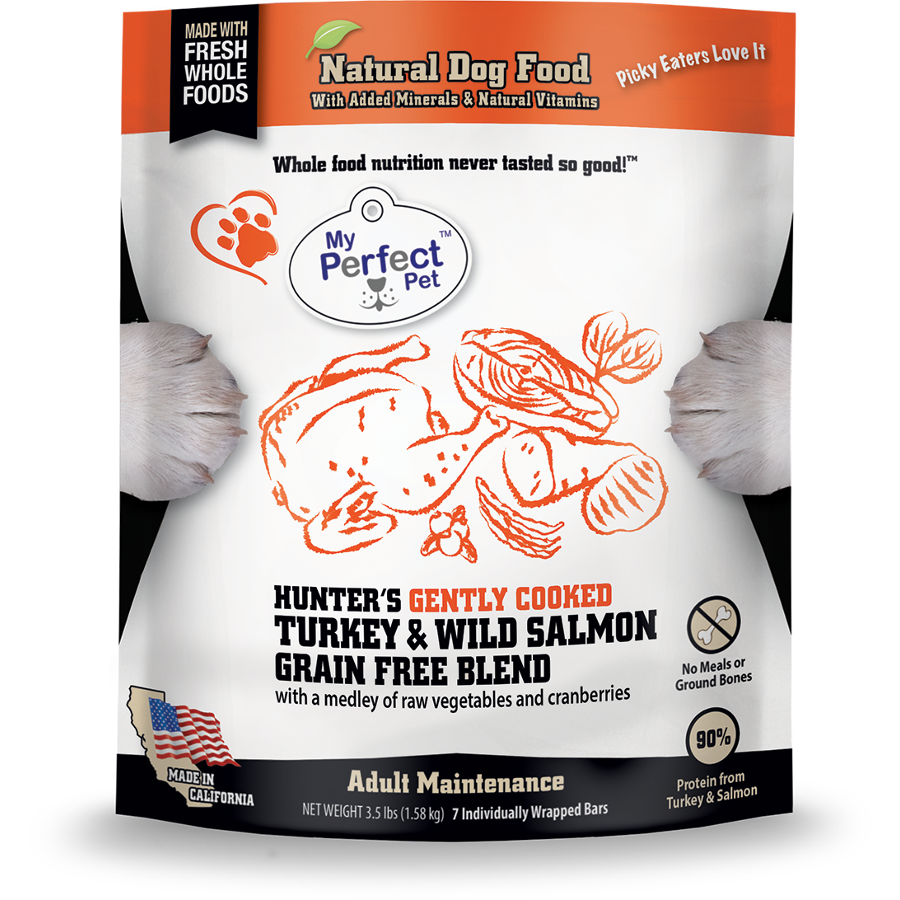 MADE WITH
FRESH
WHOLE
FOODS
Natural Dog Food
With Added Minerals & Natural Vitamins
Picky Eaters Love It
Whole food nutrition never tasted so good!™
My
Perfect™
Pet
HUNTER'S GENTLY COOKED
TURKEY & WILD SALMON
GRAIN FREE BLEND
with a medley of raw vegetables and cranberries
No Meals or
Ground Bones
90%
Protein from
Turkey & Salmon
MADE IN
CALIFORNIA
Adult Maintenance
NET WEIGHT 3.5 lbs (1.58 kg) 7 Individually Wrapped Bars